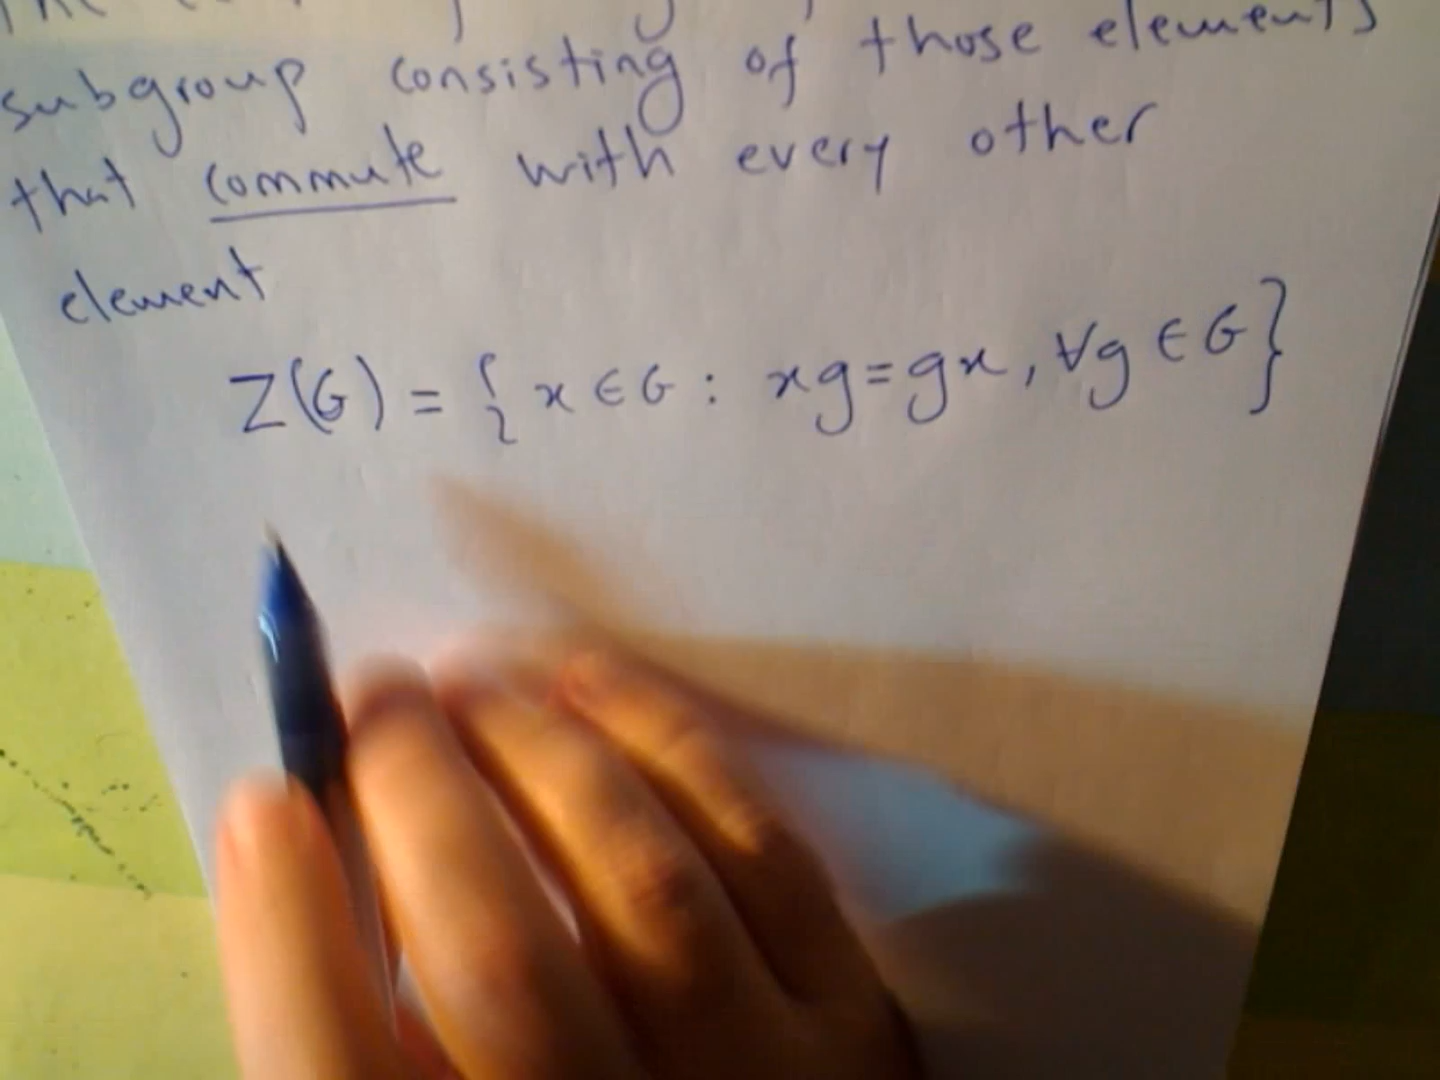 subgroup consisting of those elements
that commute with every other
element
Z(G) = { x ∈ G : xg = gx, ∀g ∈ G }